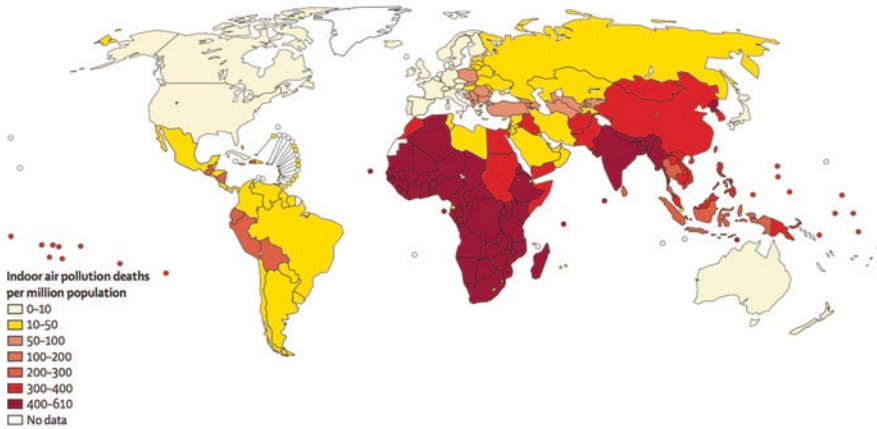 Indoor air pollution deaths
per million population
0–10
10–50
50–100
100–200
200–300
300–400
400–610
No data